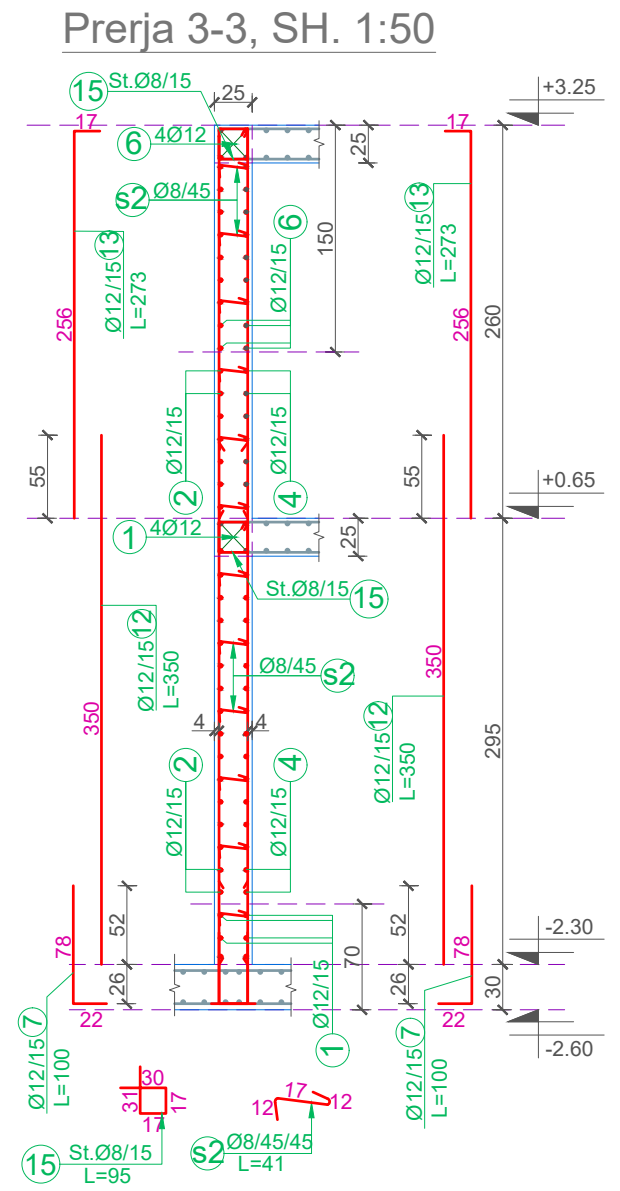 Prerja 3-3, SH. 1:50
15 St.Ø8/15
25
+3.25
17
6 4Ø12
25
17
s2 Ø8/45
Ø12/15 13
L=273
256
Ø12/15 6
150
Ø12/15 13
L=273
256
260
55
Ø12/15 2
Ø12/15 4
55
+0.65
1 4Ø12
25
St.Ø8/15 15
Ø12/15 12
L=350
350
Ø8/45 s2
4
4
Ø12/15 2
Ø12/15 4
350
Ø12/15 12
L=350
295
78
52
26
22
Ø12/15 7
L=100
70
Ø12/15 1
52
26
78
22
Ø12/15 7
L=100
-2.30
30
-2.60
30
31
17
17
15 St.Ø8/15
L=95
17
12
12
s2 Ø8/45/45
L=41